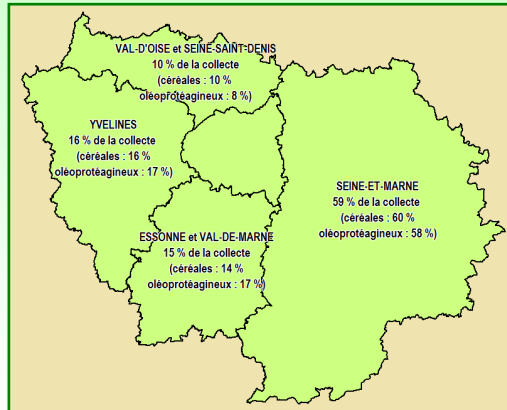 VAL-D'OISE et SEINE-SAINT-DENIS
10 % de la collecte
(céréales : 10 %
oléoprotéagineux : 8 %)
YVELINES
16 % de la collecte
(céréales : 16 %
oléoprotéagineux : 17 %)
SEINE-ET-MARNE
59 % de la collecte
(céréales : 60 %
oléoprotéagineux : 58 %)
ESSONNE et VAL-DE-MARNE
15 % de la collecte
(céréales : 14 %
oléoprotéagineux : 17 %)